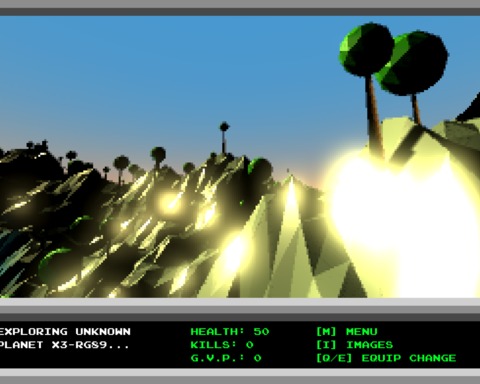 EXPLORING UNKNOWN
PLANET X3-RGS9...
HEALTH: 50
KILLS: 0
G.V.P.: 0
[M] MENU
[I] IMAGES
[Q/E] EQUIP CHANGE